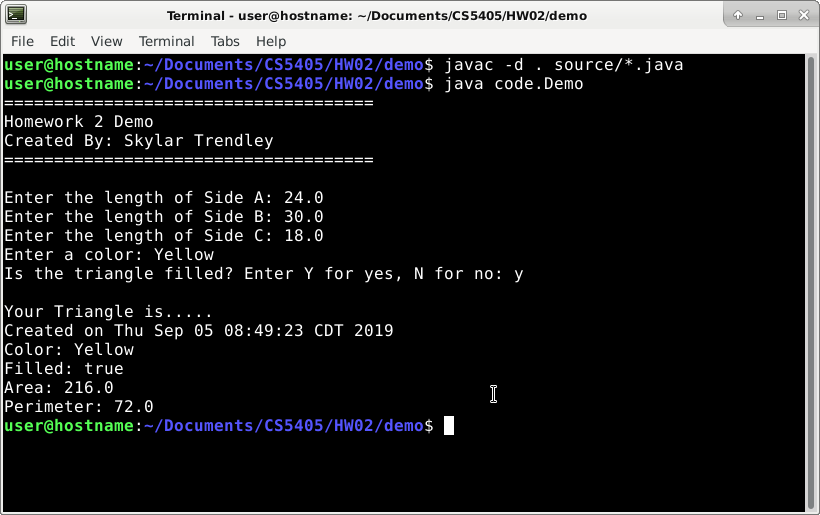 Terminal - user@hostname: ~/Documents/CS5405/HW02/demo
File Edit View Terminal Tabs Help
user@hostname:~/Documents/CS5405/HW02/demo$ javac -d . source/*.java
user@hostname:~/Documents/CS5405/HW02/demo$ java code.Demo
=====================================
Homework 2 Demo
Created By: Skylar Trendley
=====================================
Enter the length of Side A: 24.0
Enter the length of Side B: 30.0
Enter the length of Side C: 18.0
Enter a color: Yellow
Is the triangle filled? Enter Y for yes, N for no: y
Your Triangle is.....
Created on Thu Sep 05 08:49:23 CDT 2019
Color: Yellow
Filled: true
Area: 216.0
Perimeter: 72.0
user@hostname:~/Documents/CS5405/HW02/demo$